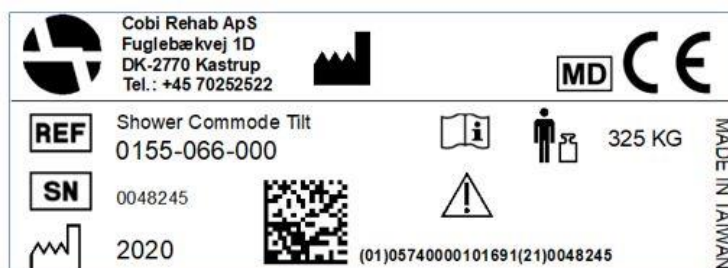 Cobi Rehab ApS
Fuglebækvej 1D
DK-2770 Kastrup
Tel.: +45 70252522
MD CE
REF
Shower Commode Tilt
0155-066-000
325 KG
SN
0048245
2020
(01)05740000101691(21)0048245
MADE IN TAIWAN